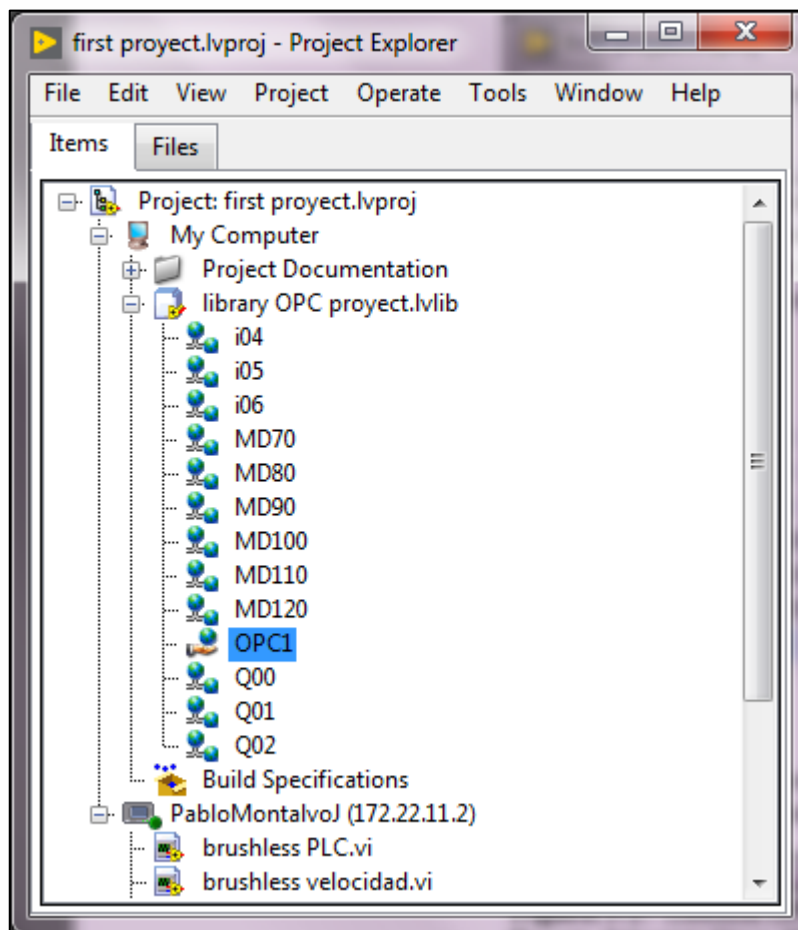 first proyect.lvproj - Project Explorer
File Edit View Project Operate Tools Window Help
Items Files
Project: first proyect.lvproj
My Computer
Project Documentation
library OPC proyect.lvlib
i04
i05
i06
MD70
MD80
MD90
MD100
MD110
MD120
OPC1
Q00
Q01
Q02
Build Specifications
PabloMontalvoJ (172.22.11.2)
brushless PLC.vi
brushless velocidad.vi